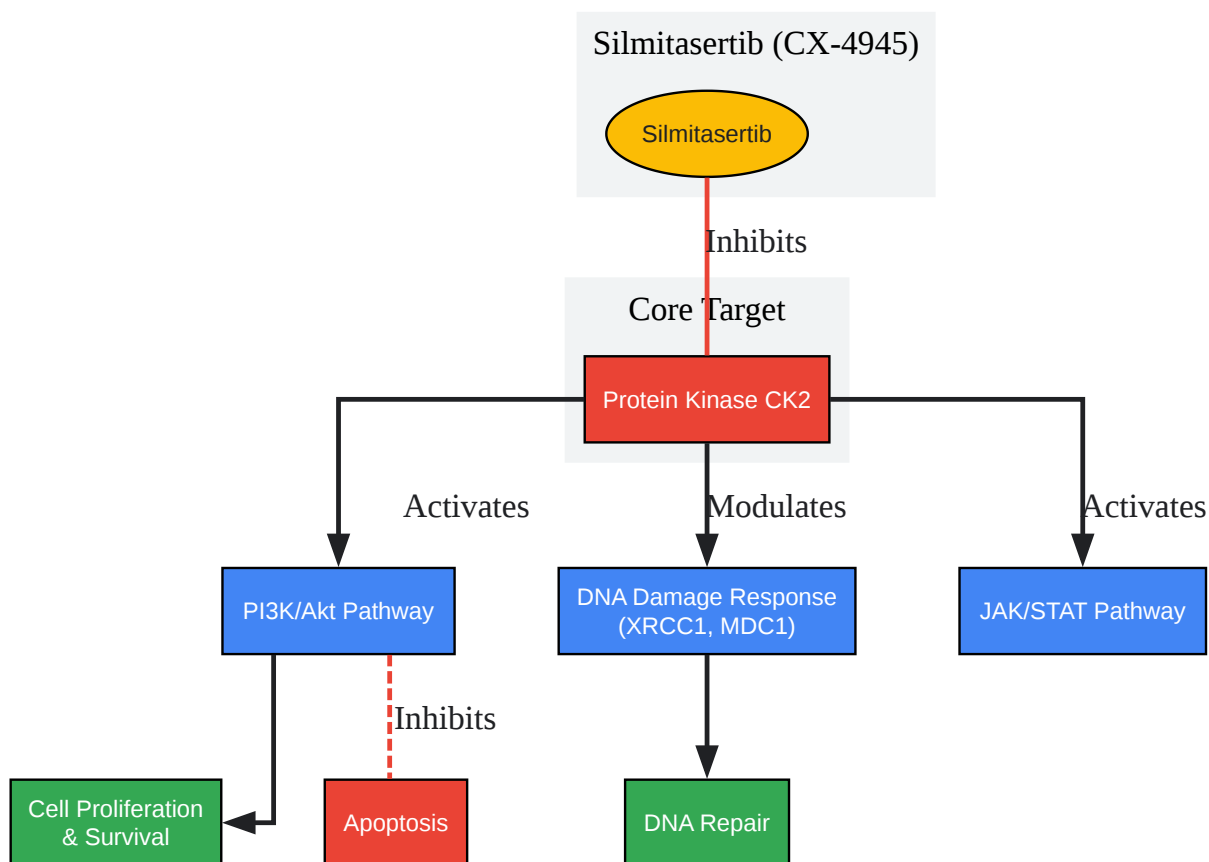 Silmitasertib (CX-4945)
Silmitasertib
Inhibits
Core Target
Protein Kinase CK2
Activates
Modulates
Activates
PI3K/Akt Pathway
DNA Damage Response
(XRCC1, MDC1)
JAK/STAT Pathway
Inhibits
Cell Proliferation
& Survival
Apoptosis
DNA Repair